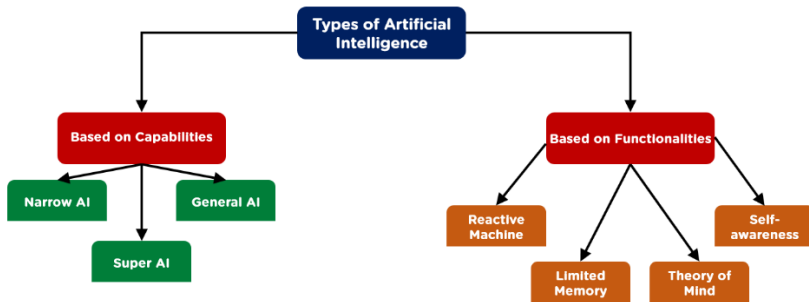 Types of Artificial
Intelligence
Based on Capabilities
Based on Functionalities
Narrow AI
General AI
Super AI
Reactive
Machine
Self-
awareness
Limited
Memory
Theory of
Mind